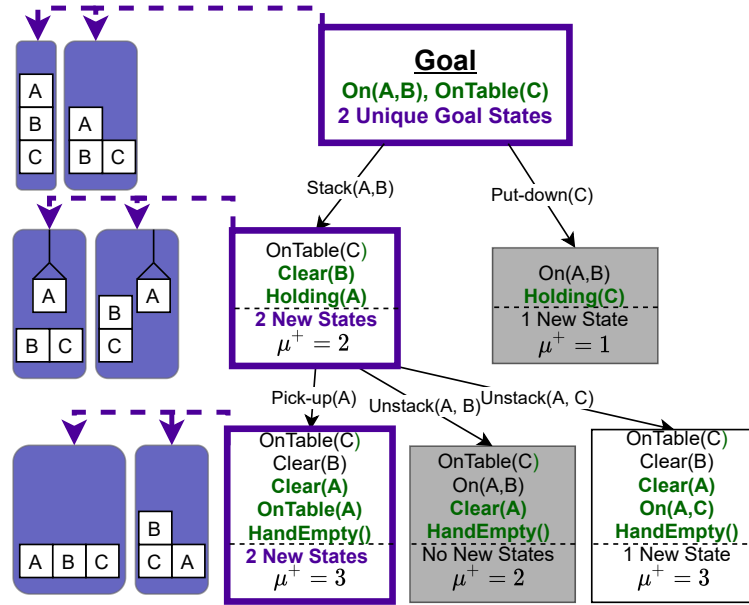 Goal
On(A,B), OnTable(C)
2 Unique Goal States
A
B
C
A
B C
Stack(A,B)
Put-down(C)
OnTable(C)
Clear(B)
Holding(A)
2 New States
μ⁺ = 2
On(A,B)
Holding(C)
1 New State
μ⁺ = 1
A
B C
A
B
C
Pick-up(A)
Unstack(A, B)
Unstack(A, C)
OnTable(C)
Clear(B)
Clear(A)
OnTable(A)
HandEmpty()
2 New States
μ⁺ = 3
OnTable(C)
On(A,B)
Clear(A)
HandEmpty()
No New States
μ⁺ = 2
OnTable(C)
Clear(B)
Clear(A)
On(A,C)
HandEmpty()
1 New State
μ⁺ = 3
A B C
B
C A